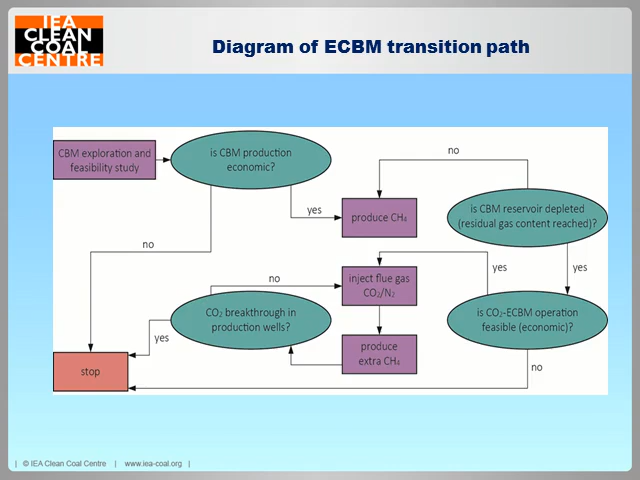 IEA
CLEAN
COAL
CENTRE
Diagram of ECBM transition path
CBM exploration and
feasibility study
is CBM production
economic?
no
yes
produce CH₄
is CBM reservoir depleted
(residual gas content reached)?
no
yes
no
inject flue gas
CO₂/N₂
yes
CO₂ breakthrough in
production wells?
is CO₂-ECBM operation
feasible (economic)?
yes
produce
extra CH₄
no
stop
| © IEA Clean Coal Centre | www.iea-coal.org |